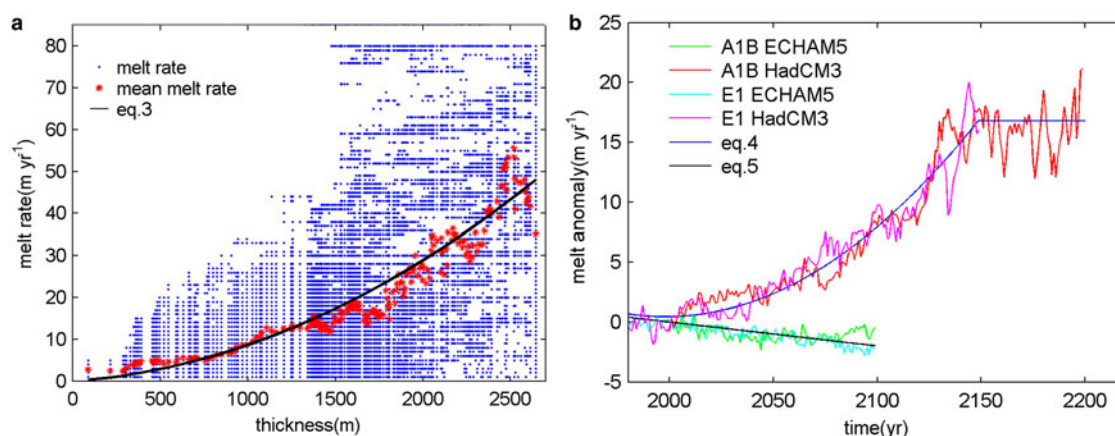 a
80
70
60
50
40
30
20
10
0
melt rate(m yr⁻¹)
melt rate
mean melt rate
eq.3
0 500 1000 1500 2000 2500
thickness(m)
b
25
20
15
10
5
0
-5
melt anomaly(m yr⁻¹)
A1B ECHAM5
A1B HadCM3
E1 ECHAM5
E1 HadCM3
eq.4
eq.5
2000 2050 2100 2150 2200
time(yr)